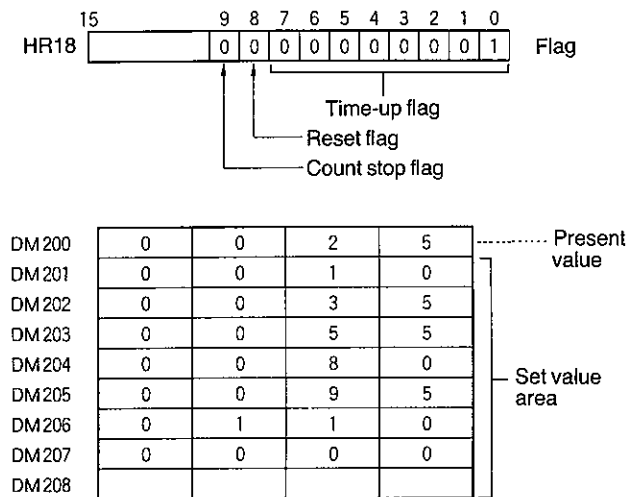 15 9 8 7 6 5 4 3 2 1 0
HR18 0 0 0 0 0 0 0 0 0 1 Flag
Time-up flag
Reset flag
Count stop flag
DM200 0 0 2 5 Present value
DM201 0 0 1 0
DM202 0 0 3 5
DM203 0 0 5 5
DM204 0 0 8 0
DM205 0 0 9 5 Set value area
DM206 0 1 1 0
DM207 0 0 0 0
DM208